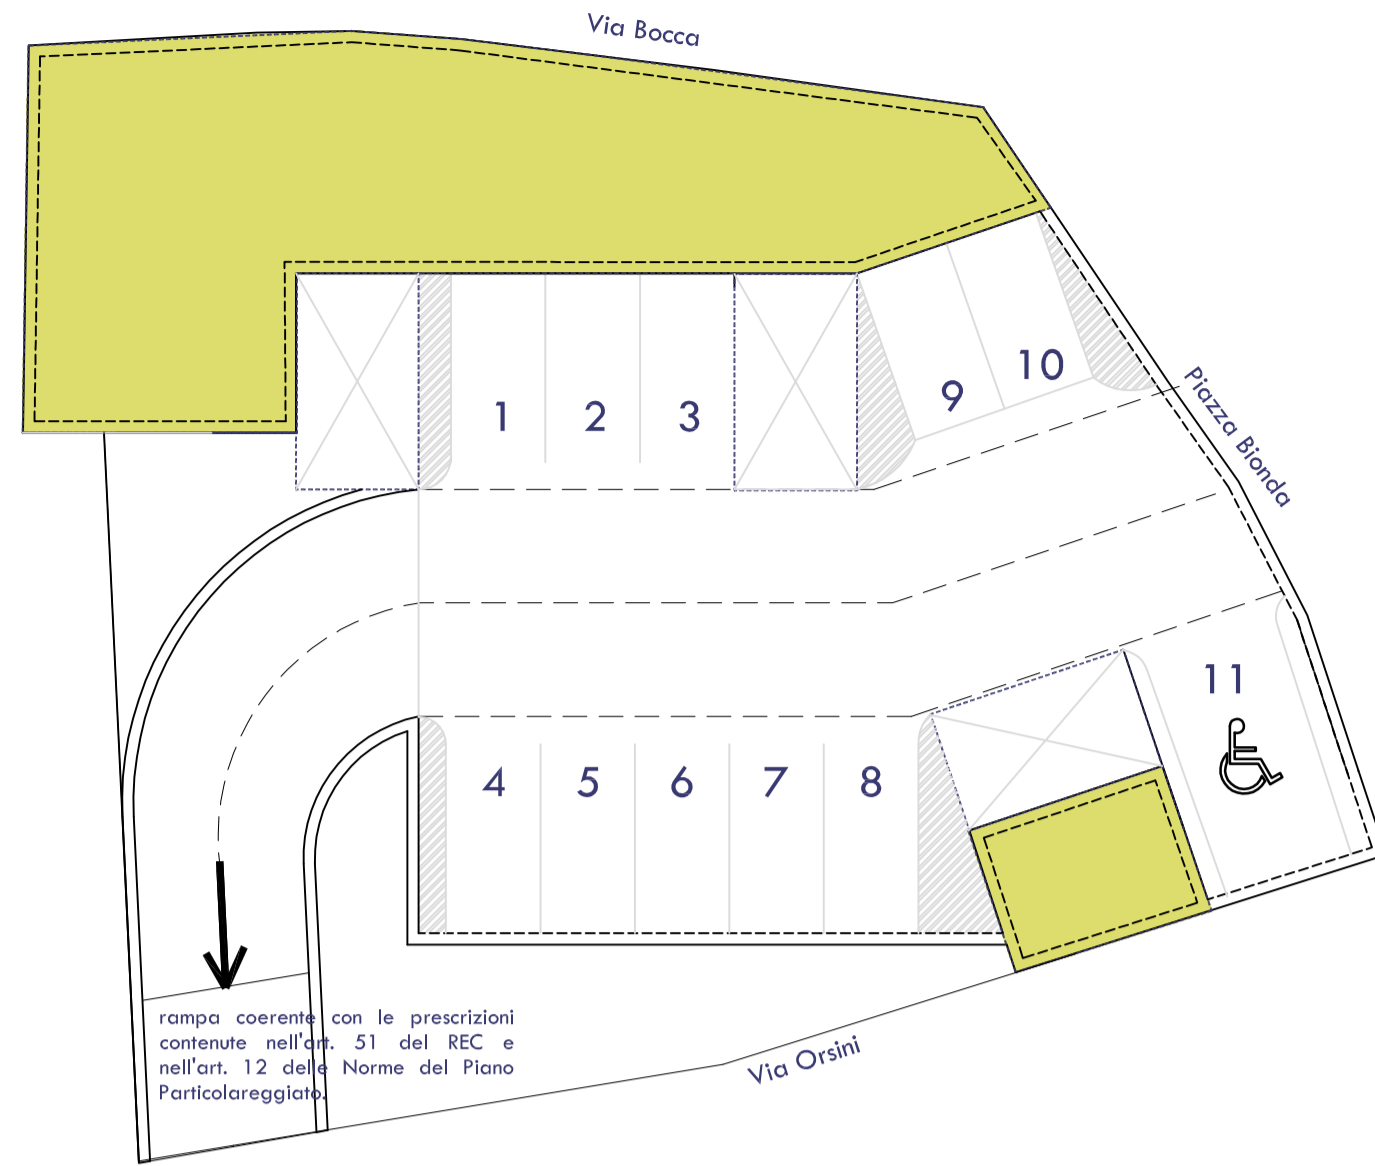 Via Bocca
1
2
3
9
10
Piazza Bionda
11
4
5
6
7
8
rampa coerente con le prescrizioni
contenute nell'art. 51 del REC e
nell'art. 12 delle Norme del Piano
Particolareggiato.
Via Orsini